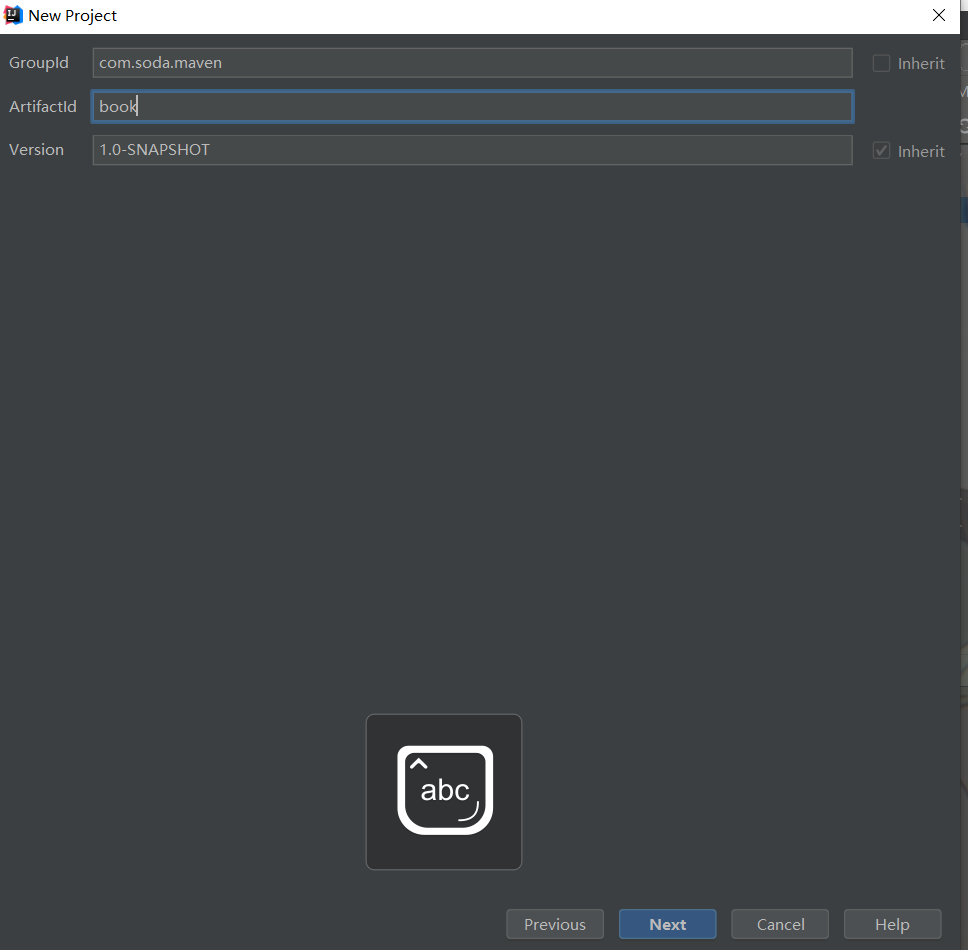 New Project
GroupId com.soda.maven Inherit
ArtifactId book
Version 1.0-SNAPSHOT Inherit
abc
Previous Next Cancel Help